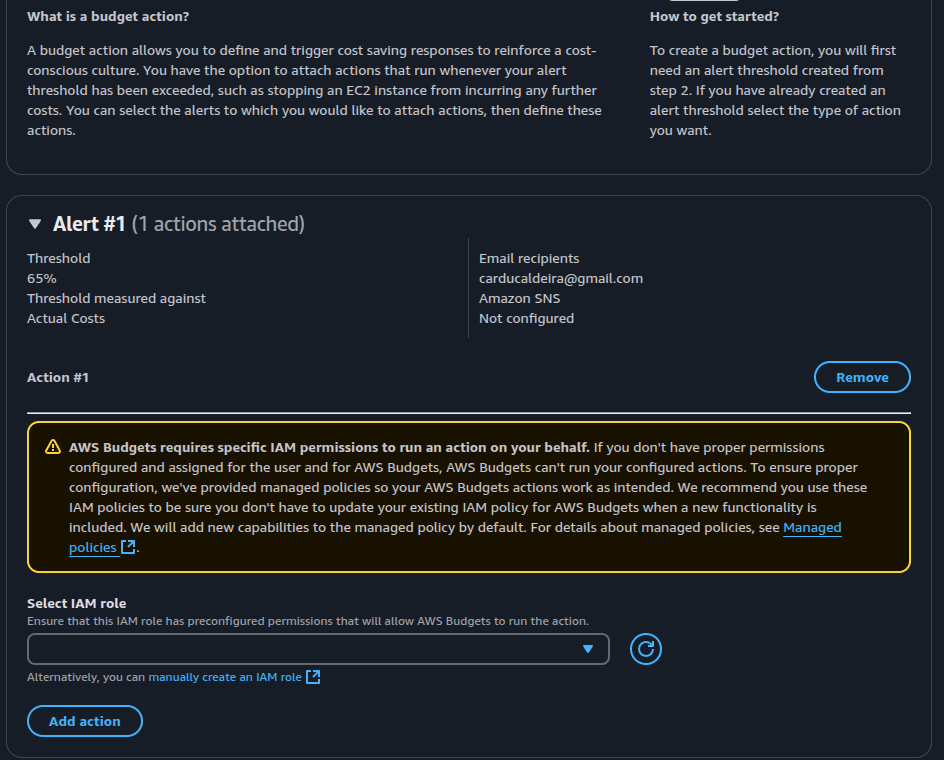 What is a budget action?
A budget action allows you to define and trigger cost saving responses to reinforce a cost-
conscious culture. You have the option to attach actions that run whenever your alert
threshold has been exceeded, such as stopping an EC2 instance from incurring any further
costs. You can select the alerts to which you would like to attach actions, then define these
actions.
How to get started?
To create a budget action, you will first
need an alert threshold created from
step 2. If you have already created an
alert threshold select the type of action
you want.
Alert #1 (1 actions attached)
Threshold
65%
Threshold measured against
Actual Costs
Email recipients
carducaldeira@gmail.com
Amazon SNS
Not configured
Action #1
Remove
AWS Budgets requires specific IAM permissions to run an action on your behalf. If you don't have proper permissions
configured and assigned for the user and for AWS Budgets, AWS Budgets can't run your configured actions. To ensure proper
configuration, we've provided managed policies so your AWS Budgets actions work as intended. We recommend you use these
IAM policies to be sure you don't have to update your existing IAM policy for AWS Budgets when a new functionality is
included. We will add new capabilities to the managed policy by default. For details about managed policies, see Managed
policies.
Select IAM role
Ensure that this IAM role has preconfigured permissions that will allow AWS Budgets to run the action.
Alternatively, you can manually create an IAM role
Add action